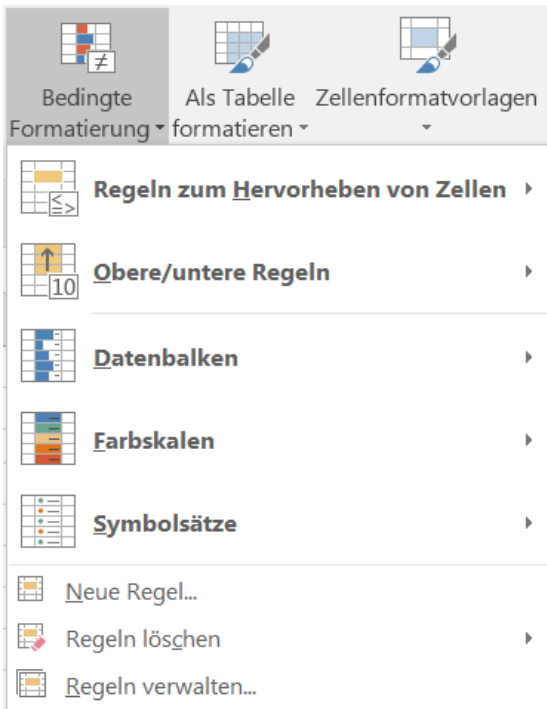 Bedingte Formatierung
Als Tabelle formatieren
Zellenformatvorlagen
≠
Regeln zum Hervorheben von Zellen
≤ >
Obere/untere Regeln
10
Datenbalken
Farbskalen
Symbolsätze
Neue Regel...
Regeln löschen
Regeln verwalten...